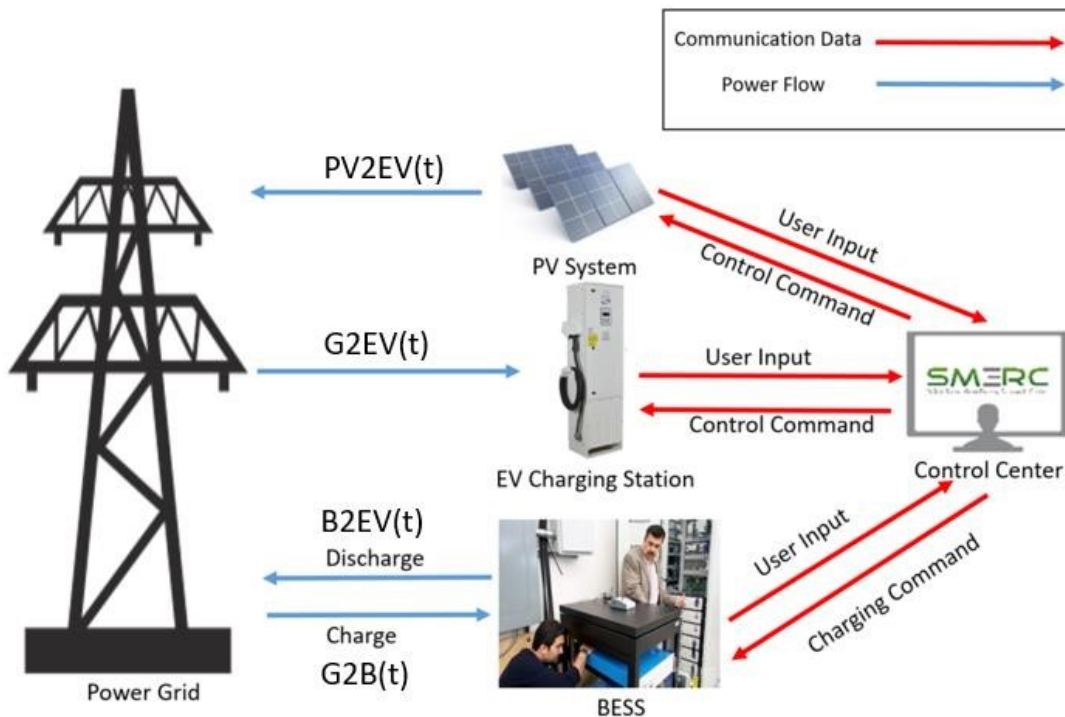 Communication Data
Power Flow
PV2EV(t)
PV System
User Input
Control Command
G2EV(t)
EV Charging Station
User Input
Control Command
SMERC
Control Center
B2EV(t)
Discharge
Charge
G2B(t)
Power Grid
BESS
User Input
Charging Command